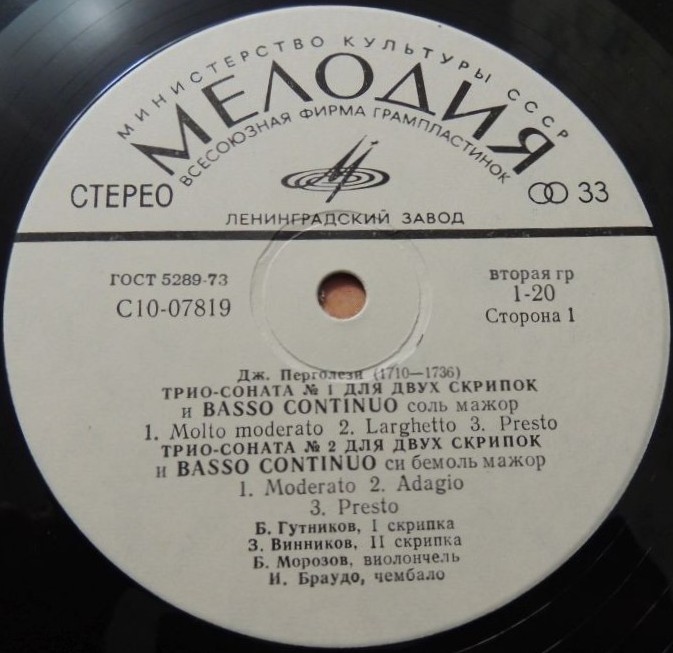 МИНИСТЕРСТВО КУЛЬТУРЫ СССР
МЕЛОДИЯ
ВСЕСОЮЗНАЯ ФИРМА ГРАМПЛАСТИНОК
СТЕРЕО
33
ЛЕНИНГРАДСКИЙ ЗАВОД
ГОСТ 5289-73
С10-07819
вторая гр
1-20
Сторона 1
Дж. Перголези (1710—1736)
ТРИО-СОНАТА № 1 ДЛЯ ДВУХ СКРИПОК
и BASSO CONTINUO соль мажор
1. Molto moderato 2. Larghetto 3. Presto
ТРИО-СОНАТА № 2 ДЛЯ ДВУХ СКРИПОК
и BASSO CONTINUO си бемоль мажор
1. Moderato 2. Adagio
3. Presto
Б. Гутников, I скрипка
З. Винников, II скрипка
Б. Морозов, виолончель
И. Браудо, чембало